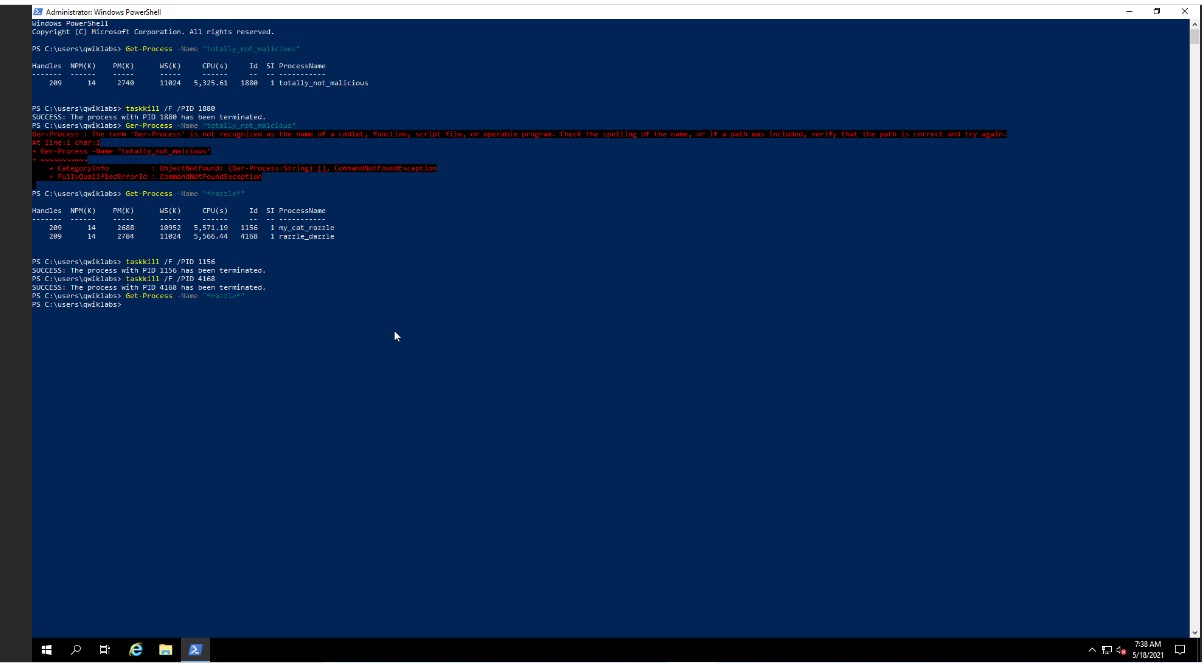 Administrator: Windows PowerShell
Windows PowerShell
Copyright (C) Microsoft Corporation. All rights reserved.
PS C:\users\qwiklabs> Get-Process -Name "totally_not_malicious"
Handles NPM(K) PM(K) WS(K) CPU(s) Id SI ProcessName
------- ------ ----- ----- ------ -- -- -----------
209 14 2740 11024 5,325.61 1880 1 totally_not_malicious
PS C:\users\qwiklabs> taskkill /F /PID 1880
SUCCESS: The process with PID 1880 has been terminated.
PS C:\users\qwiklabs> Ger-Process -Name "totally_not_malcious"
Ger-Process : The term 'Ger-Process' is not recognized as the name of a cmdlet, function, script file, or operable program. Check the spelling of the name, or if a path was included, verify that the path is correct and try again.
At line:1 char:1
+ Ger-Process -Name "totally_not_malcious"
+ ~~~~~~~~~~~
+ CategoryInfo : ObjectNotFound: (Ger-Process:String) [], CommandNotFoundException
+ FullyQualifiedErrorId : CommandNotFoundException
PS C:\users\qwiklabs> Get-Process -Name "*razzle*"
Handles NPM(K) PM(K) WS(K) CPU(s) Id SI ProcessName
------- ------ ----- ----- ------ -- -- -----------
209 14 2688 10952 5,571.19 1156 1 my_cat_razzle
209 14 2784 11024 5,566.44 4168 1 razzle_dazzle
PS C:\users\qwiklabs> taskkill /F /PID 1156
SUCCESS: The process with PID 1156 has been terminated.
PS C:\users\qwiklabs> taskkill /F /PID 4168
SUCCESS: The process with PID 4168 has been terminated.
PS C:\users\qwiklabs> Get-Process -Name "*razzle*"
PS C:\users\qwiklabs>
7:38 AM
5/18/2021